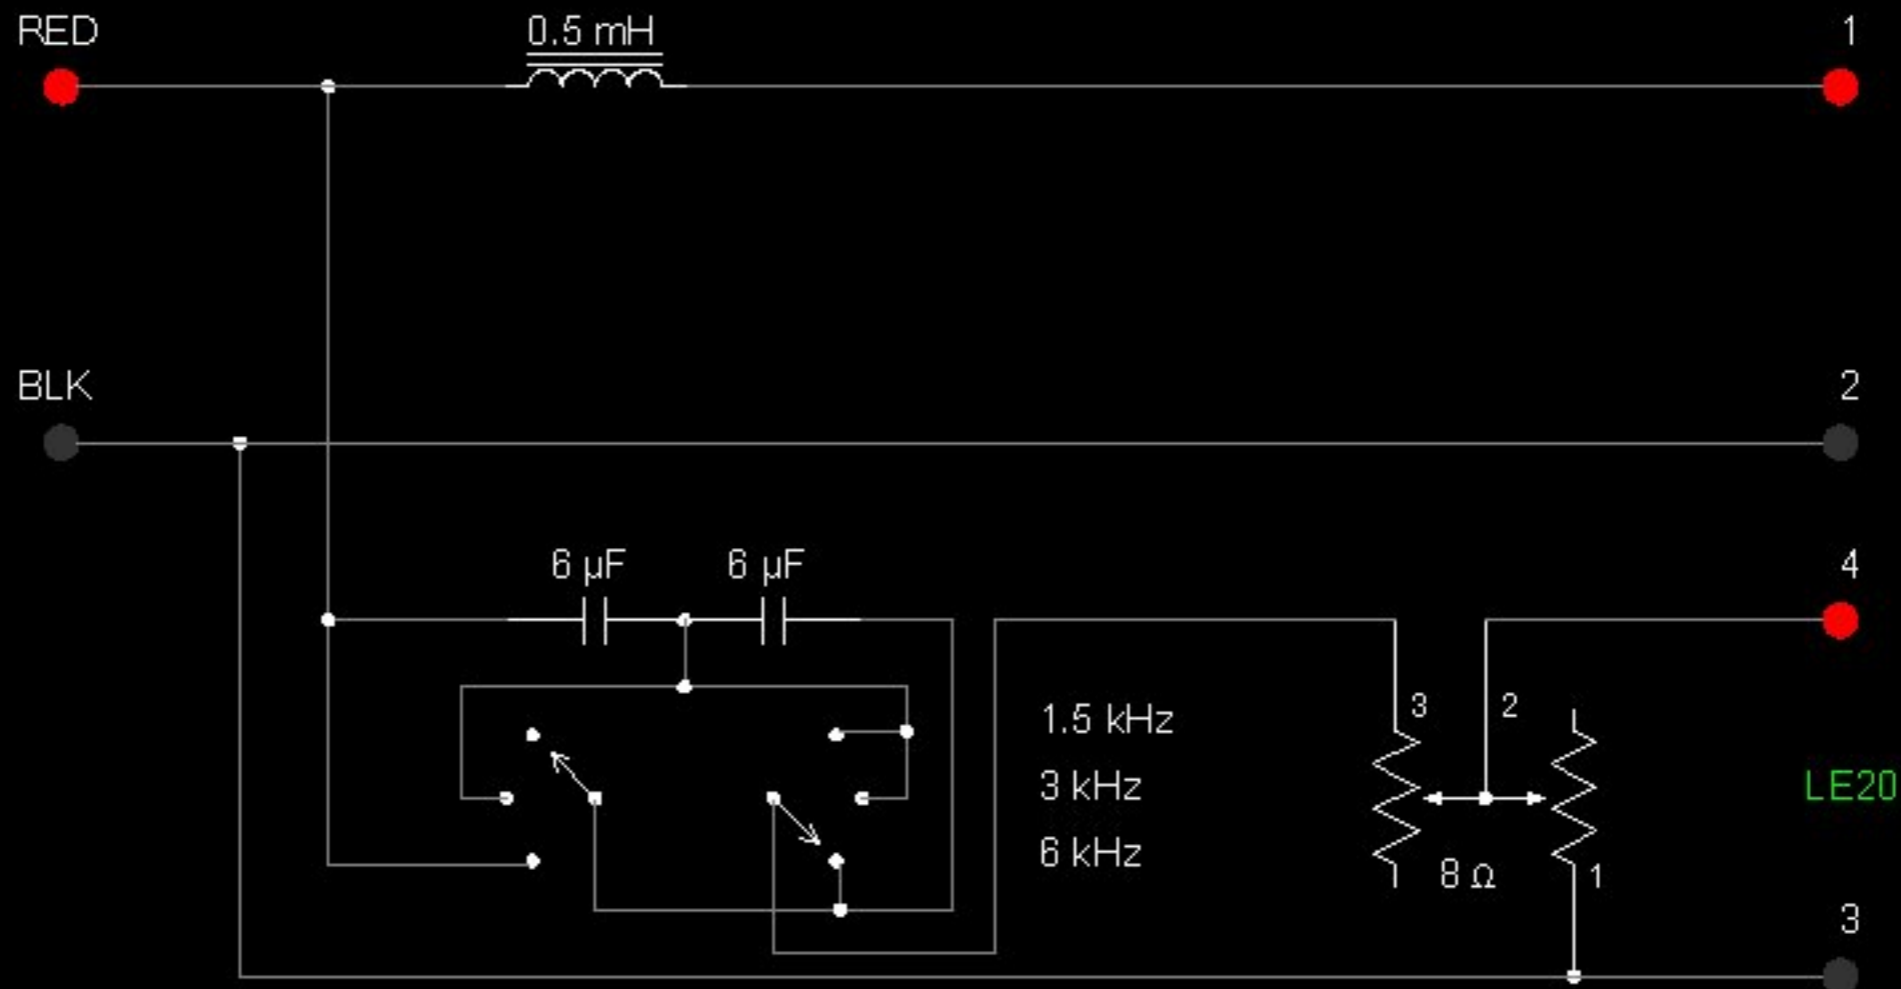 RED
0.5 mH
1
BLK
2
6 µF
6 µF
4
1.5 kHz
3
2
3 kHz
LE20
6 kHz
8 Ω
1
3